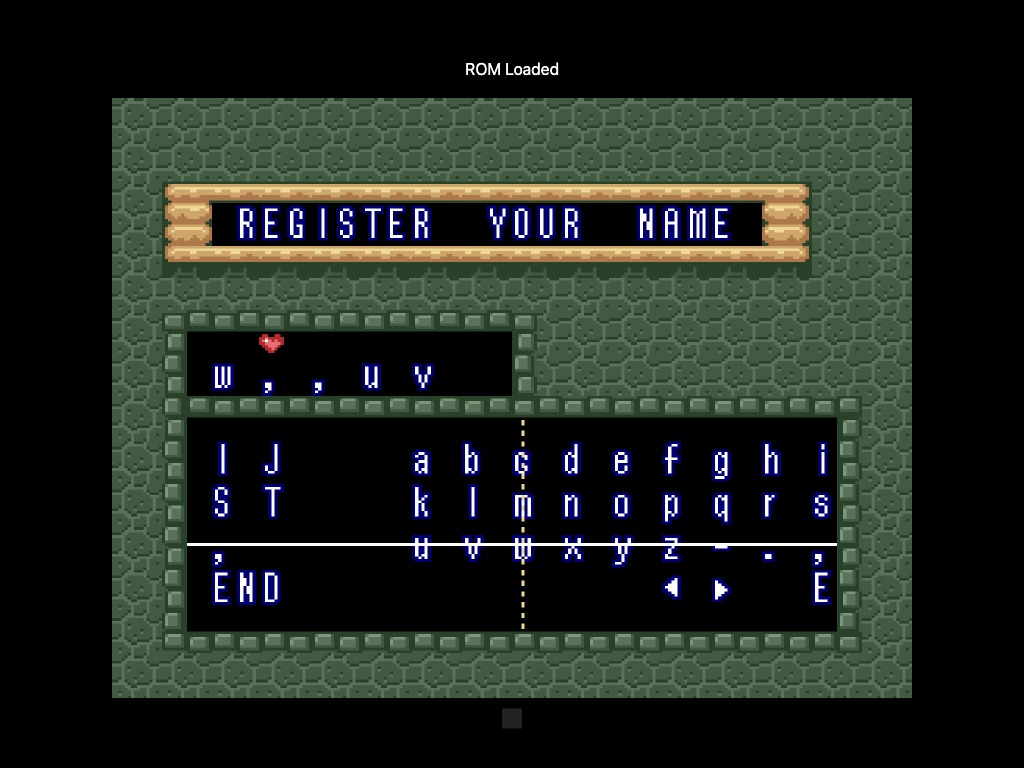 ROM Loaded
REGISTER YOUR NAME
w , , u v
I J a b c d e f g h i
S T k l m n o p q r s
, u v w x y z - . ,
END ◀ ▶ E